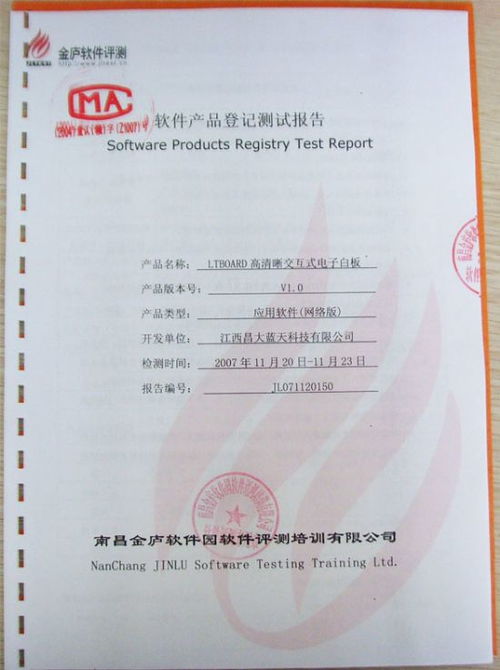 金庐软件评测
MA
软件产品登记测试报告
Software Products Registry Test Report
产品名称: LTBOARD 高清晰交互式电子白板
产品版本号: V1.0
产品类型: 应用软件(网络版)
开发单位: 江西昌大蓝天科技有限公司
检测时间: 2007 年 11 月 20 日-11 月 23 日
报告编号: JL071120150
南昌金庐软件园软件评测培训有限公司
NanChang JINLU Software Testing Training Ltd.